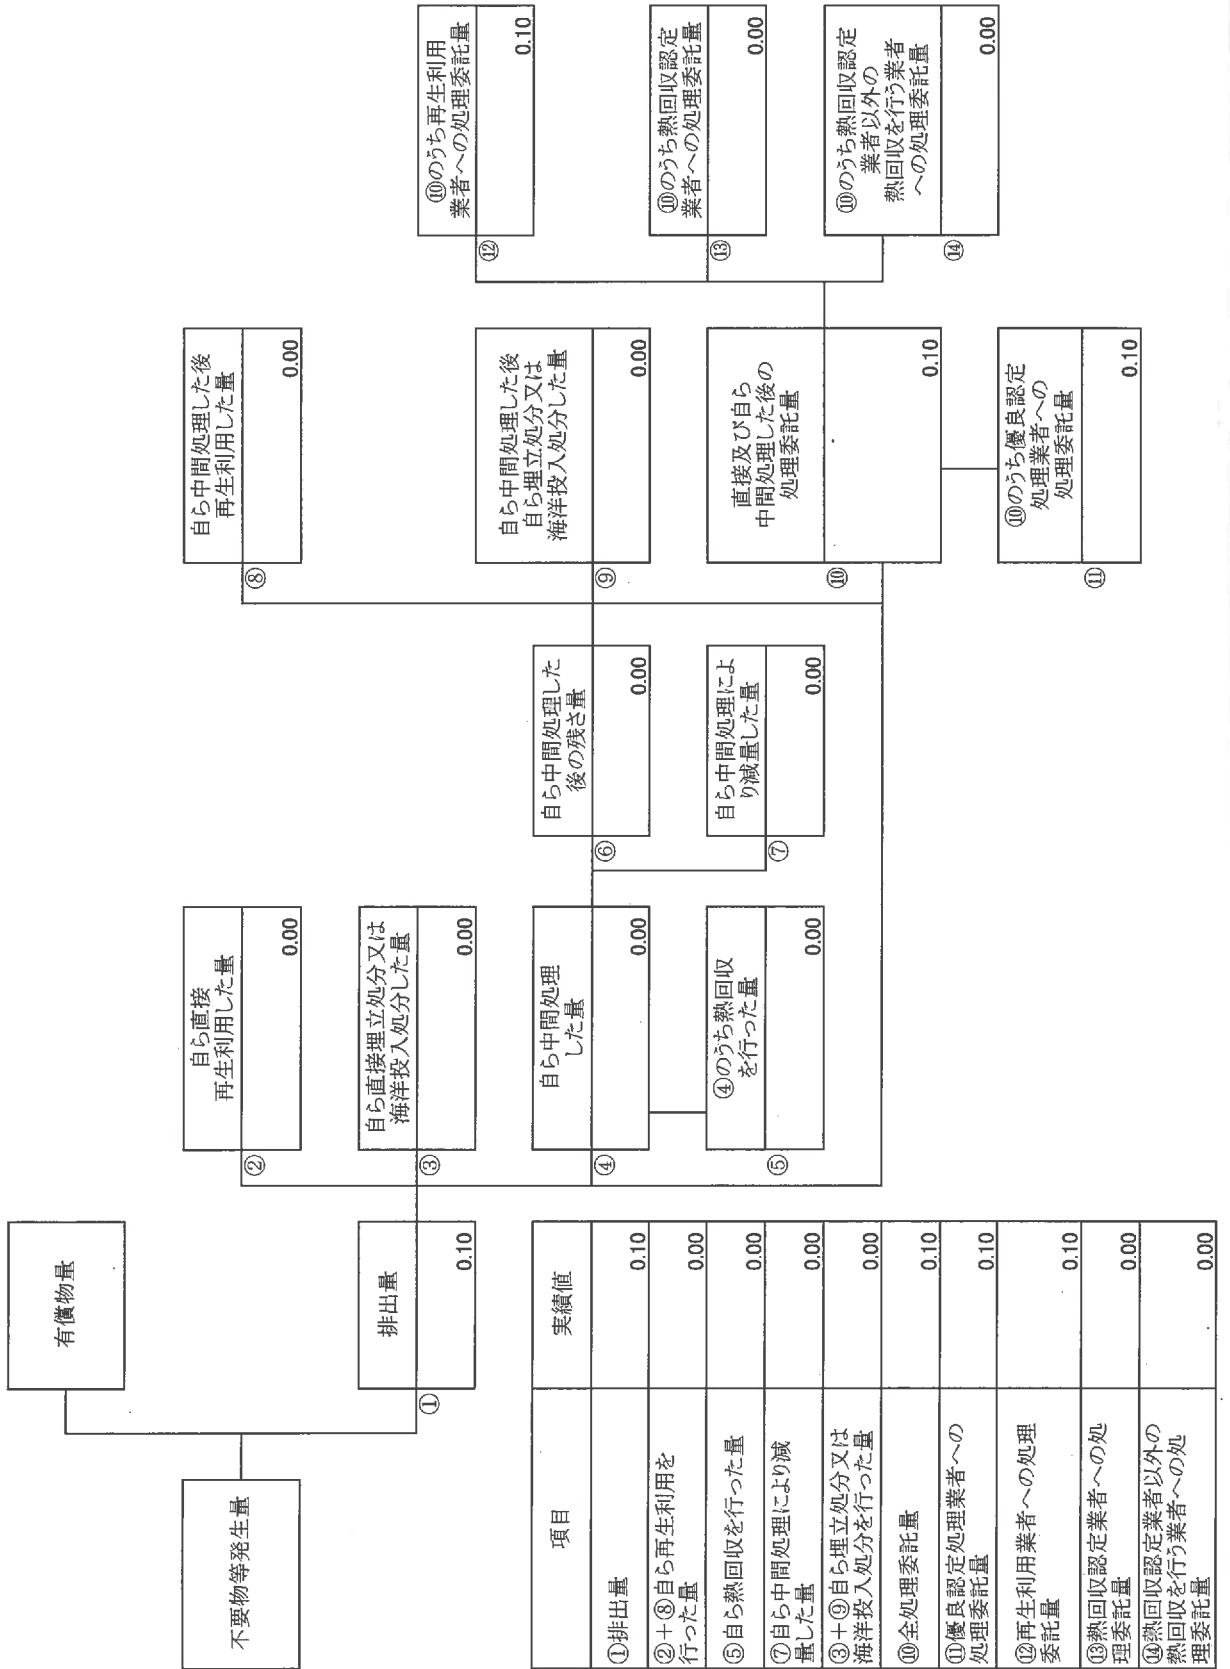 有償物量
不要物等発生量
排出量
①
0.10
自ら直接
再生利用した量
②
0.00
自ら直接埋立処分又は
海洋投入処分した量
③
0.00
自ら中間処理
した量
④
0.00
④のうち熱回収
を行った量
⑤
0.00
自ら中間処理した
後の残さ量
⑥
0.00
自ら中間処理によ
り減量した量
⑦
0.00
自ら中間処理した後
再生利用した量
⑧
0.00
自ら中間処理した後
自ら埋立処分又は
海洋投入処分した量
⑨
0.00
直接及び自ら
中間処理した後の
処理委託量
⑩
0.10
⑩のうち優良認定
処理業者への
処理委託量
⑪
0.10
⑩のうち再生利用
業者への処理委託量
⑫
0.10
⑩のうち熱回収認定
業者への処理委託量
⑬
0.00
⑩のうち熱回収認定
業者以外の
熱回収を行う業者
への処理委託量
⑭
0.00
項目 実績値
①排出量 0.10
②+⑧自ら再生利用を
行った量 0.00
⑤自ら熱回収を行った量 0.00
⑦自ら中間処理により減
量した量 0.00
③+⑨自ら埋立処分又は
海洋投入処分を行った量 0.00
⑩全処理委託量 0.10
⑪優良認定処理業者への
処理委託量 0.10
⑫再生利用業者への処理
委託量 0.10
⑬熱回収認定業者への処
理委託量 0.00
⑭熱回収認定業者以外の
熱回収を行う業者への処
理委託量 0.00